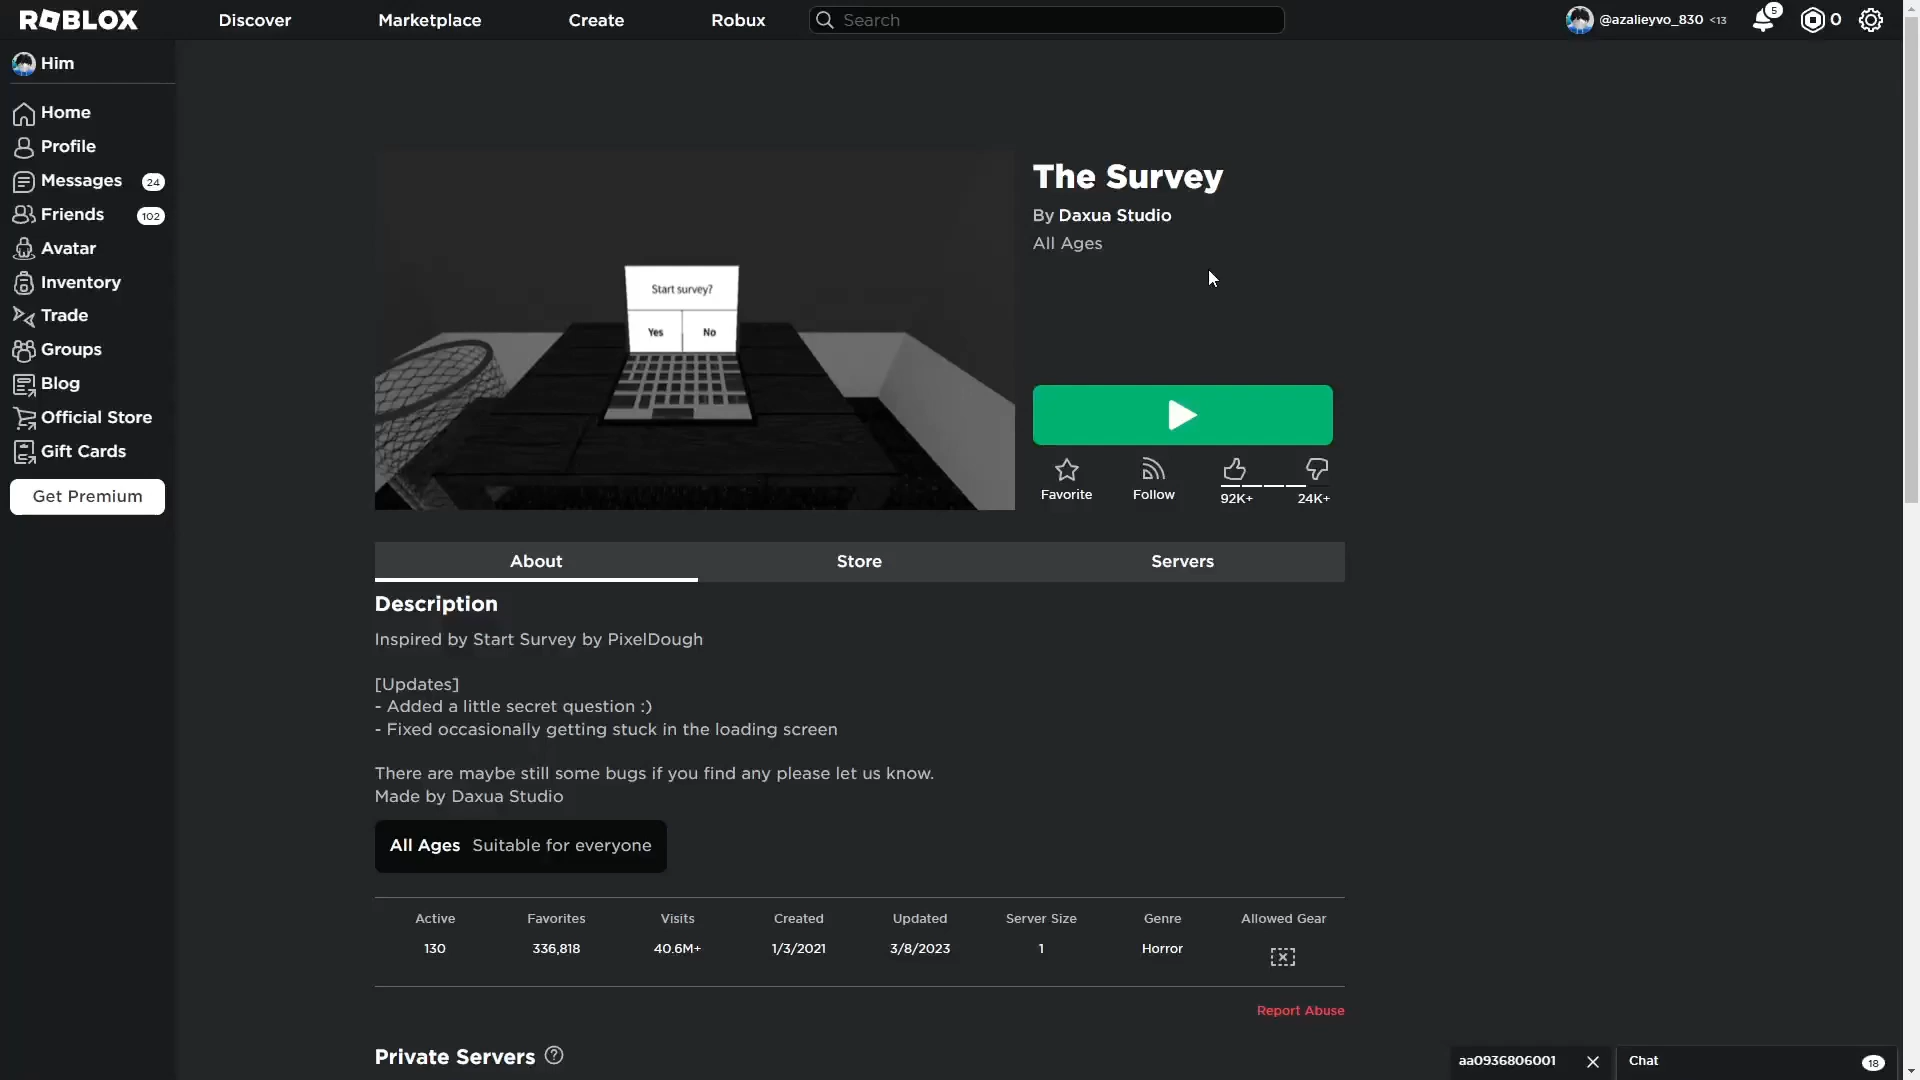 ROBLOX
Discover
Marketplace
Create
Robux
Search
@azalieyvo_830 <13
5
0
Him
Home
Profile
Messages 24
Friends 102
Avatar
Inventory
Trade
Groups
Blog
Official Store
Gift Cards
Get Premium
Start survey?
Yes No
The Survey
By Daxua Studio
All Ages
Favorite
Follow
92K+
24K+
About
Store
Servers
Description
Inspired by Start Survey by PixelDough
[Updates]
- Added a little secret question :)
- Fixed occasionally getting stuck in the loading screen
There are maybe still some bugs if you find any please let us know.
Made by Daxua Studio
All Ages Suitable for everyone
Active Favorites Visits Created Updated Server Size Genre Allowed Gear
130 336,818 40.6M+ 1/3/2021 3/8/2023 1 Horror
Report Abuse
Private Servers ?
aa0936806001
Chat
18